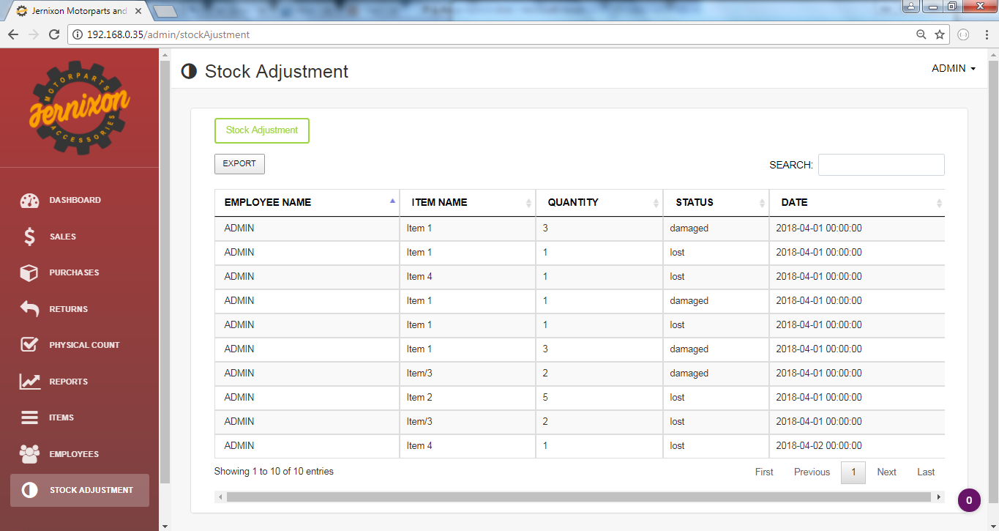 Jernixon Motorparts and
192.168.0.35/admin/stockAjustment
MOTORPARTS
Jernixon
ACCESSORIES
Stock Adjustment
ADMIN
DASHBOARD
SALES
PURCHASES
RETURNS
PHYSICAL COUNT
REPORTS
ITEMS
EMPLOYEES
STOCK ADJUSTMENT
Stock Adjustment
EXPORT
SEARCH:
EMPLOYEE NAME ITEM NAME QUANTITY STATUS DATE
ADMIN Item 1 3 damaged 2018-04-01 00:00:00
ADMIN Item 1 1 lost 2018-04-01 00:00:00
ADMIN Item 4 1 lost 2018-04-01 00:00:00
ADMIN Item 1 1 damaged 2018-04-01 00:00:00
ADMIN Item 1 1 lost 2018-04-01 00:00:00
ADMIN Item 1 3 damaged 2018-04-01 00:00:00
ADMIN Item/3 2 damaged 2018-04-01 00:00:00
ADMIN Item 2 5 lost 2018-04-01 00:00:00
ADMIN Item/3 2 lost 2018-04-01 00:00:00
ADMIN Item 4 1 lost 2018-04-02 00:00:00
Showing 1 to 10 of 10 entries
First Previous 1 Next Last
0